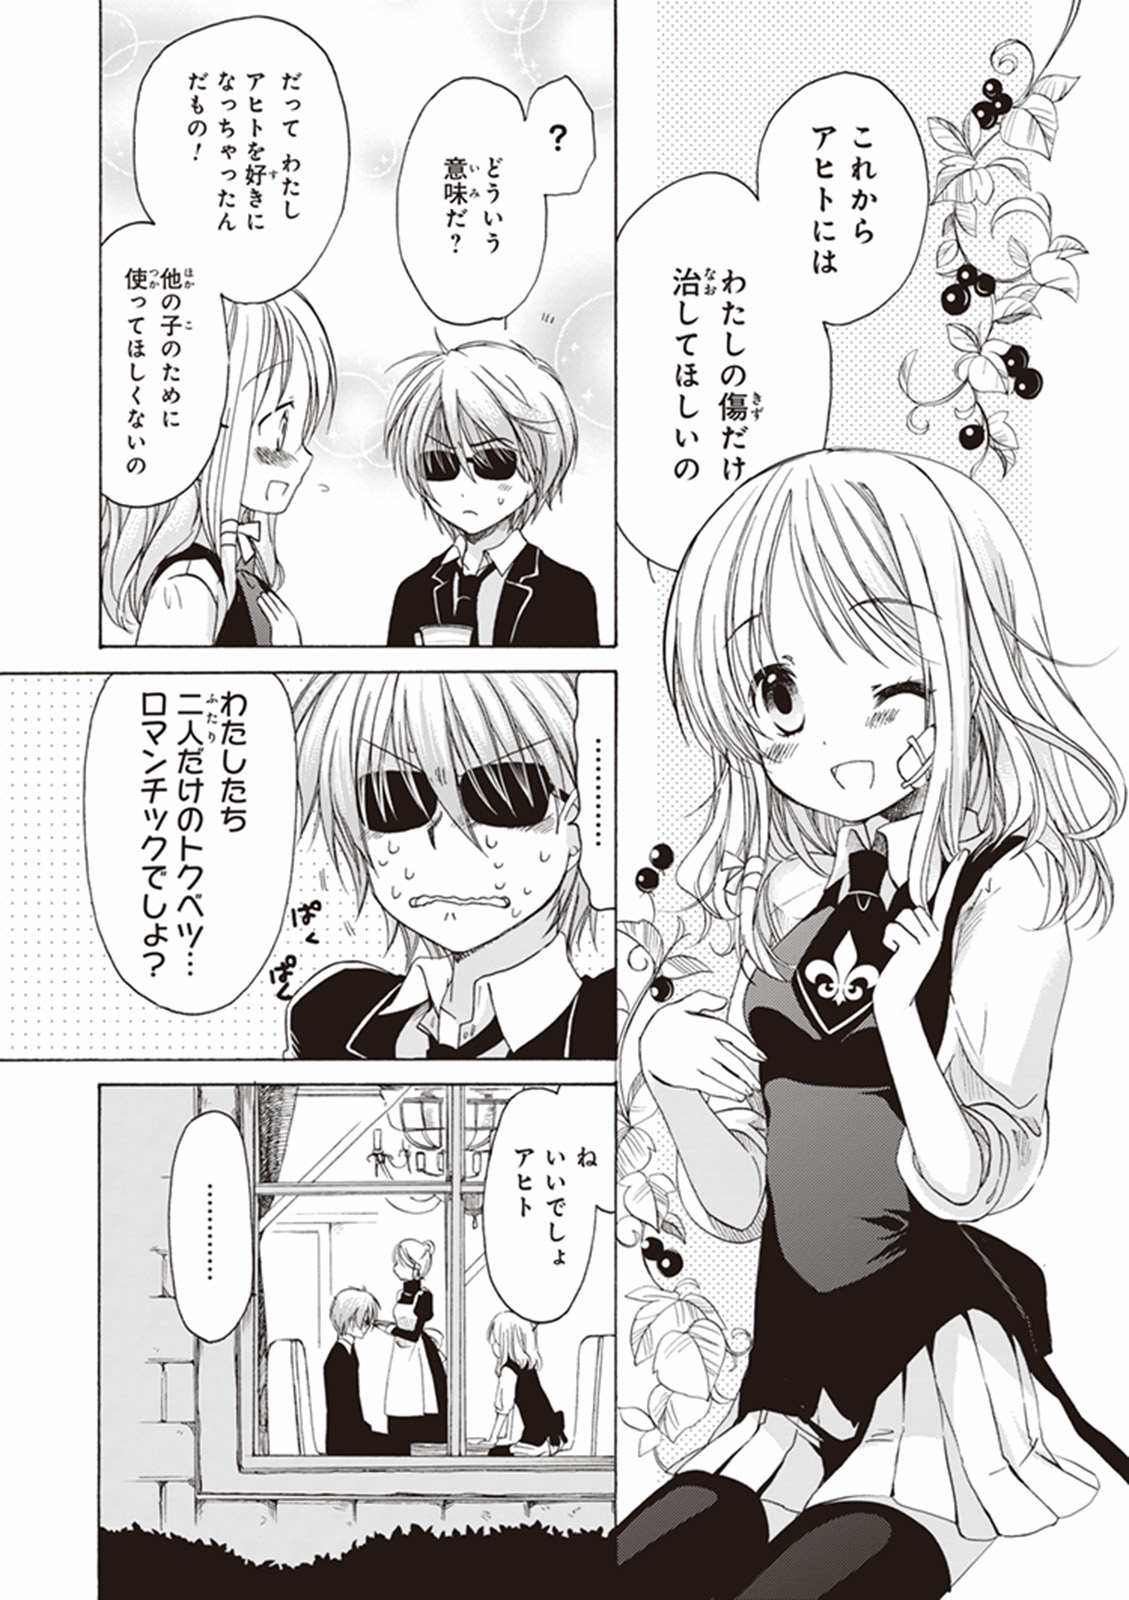 これから
アヒトには
わたしの傷だけ
治してほしいの
?
どういう
意味だ?
だって わたし
アヒトを好きに
なっちゃったん
だもの!
他の子のために
使ってほしくないの
…………
わたしたち
二人だけのトクベツ…
ロマンチックでしょ?
ぱく
ぱく
ね
いいでしょ
アヒト
…………